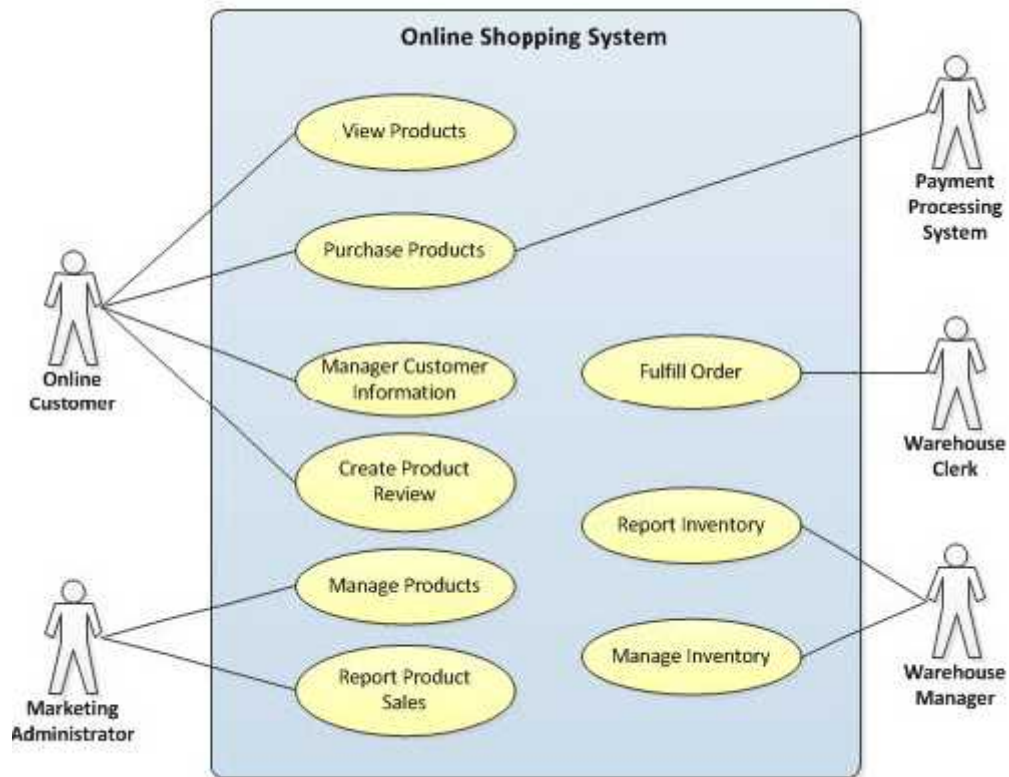 Online Shopping System
View Products
Payment
Processing
System
Purchase Products
Online
Customer
Manager Customer
Information
Fulfill Order
Warehouse
Clerk
Create Product
Review
Report Inventory
Manage Products
Manage Inventory
Warehouse
Manager
Report Product
Sales
Marketing
Administrator